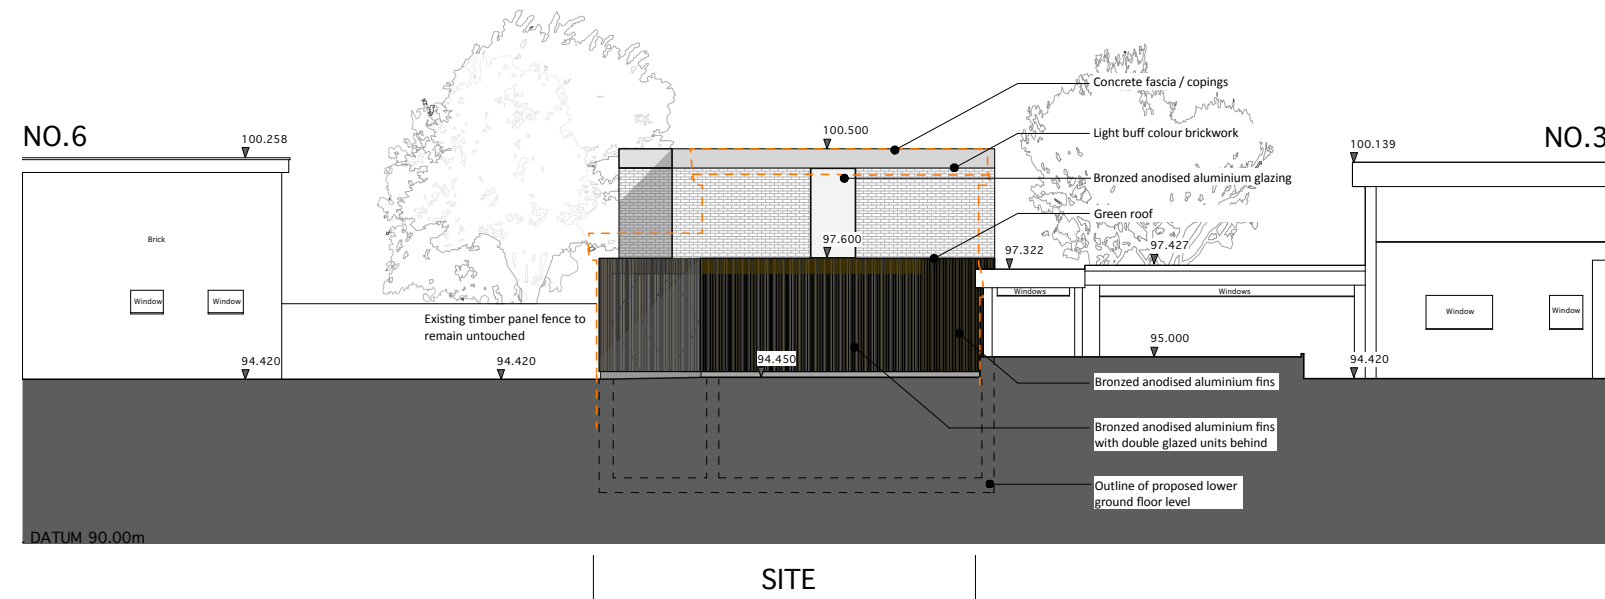 Concrete fascia / copings
NO.6
100.258
100.500
Light buff colour brickwork
NO.3
100.139
Bronzed anodised aluminium glazing
Green roof
Brick
97.600
97.322
97.427
Window
Window
Windows
Windows
Window
Window
Existing timber panel fence to
remain untouched
95.000
94.420
94.420
94.450
94.420
Bronzed anodised aluminium fins
Bronzed anodised aluminium fins
with double glazed units behind
Outline of proposed lower
ground floor level
DATUM 90.00m
SITE